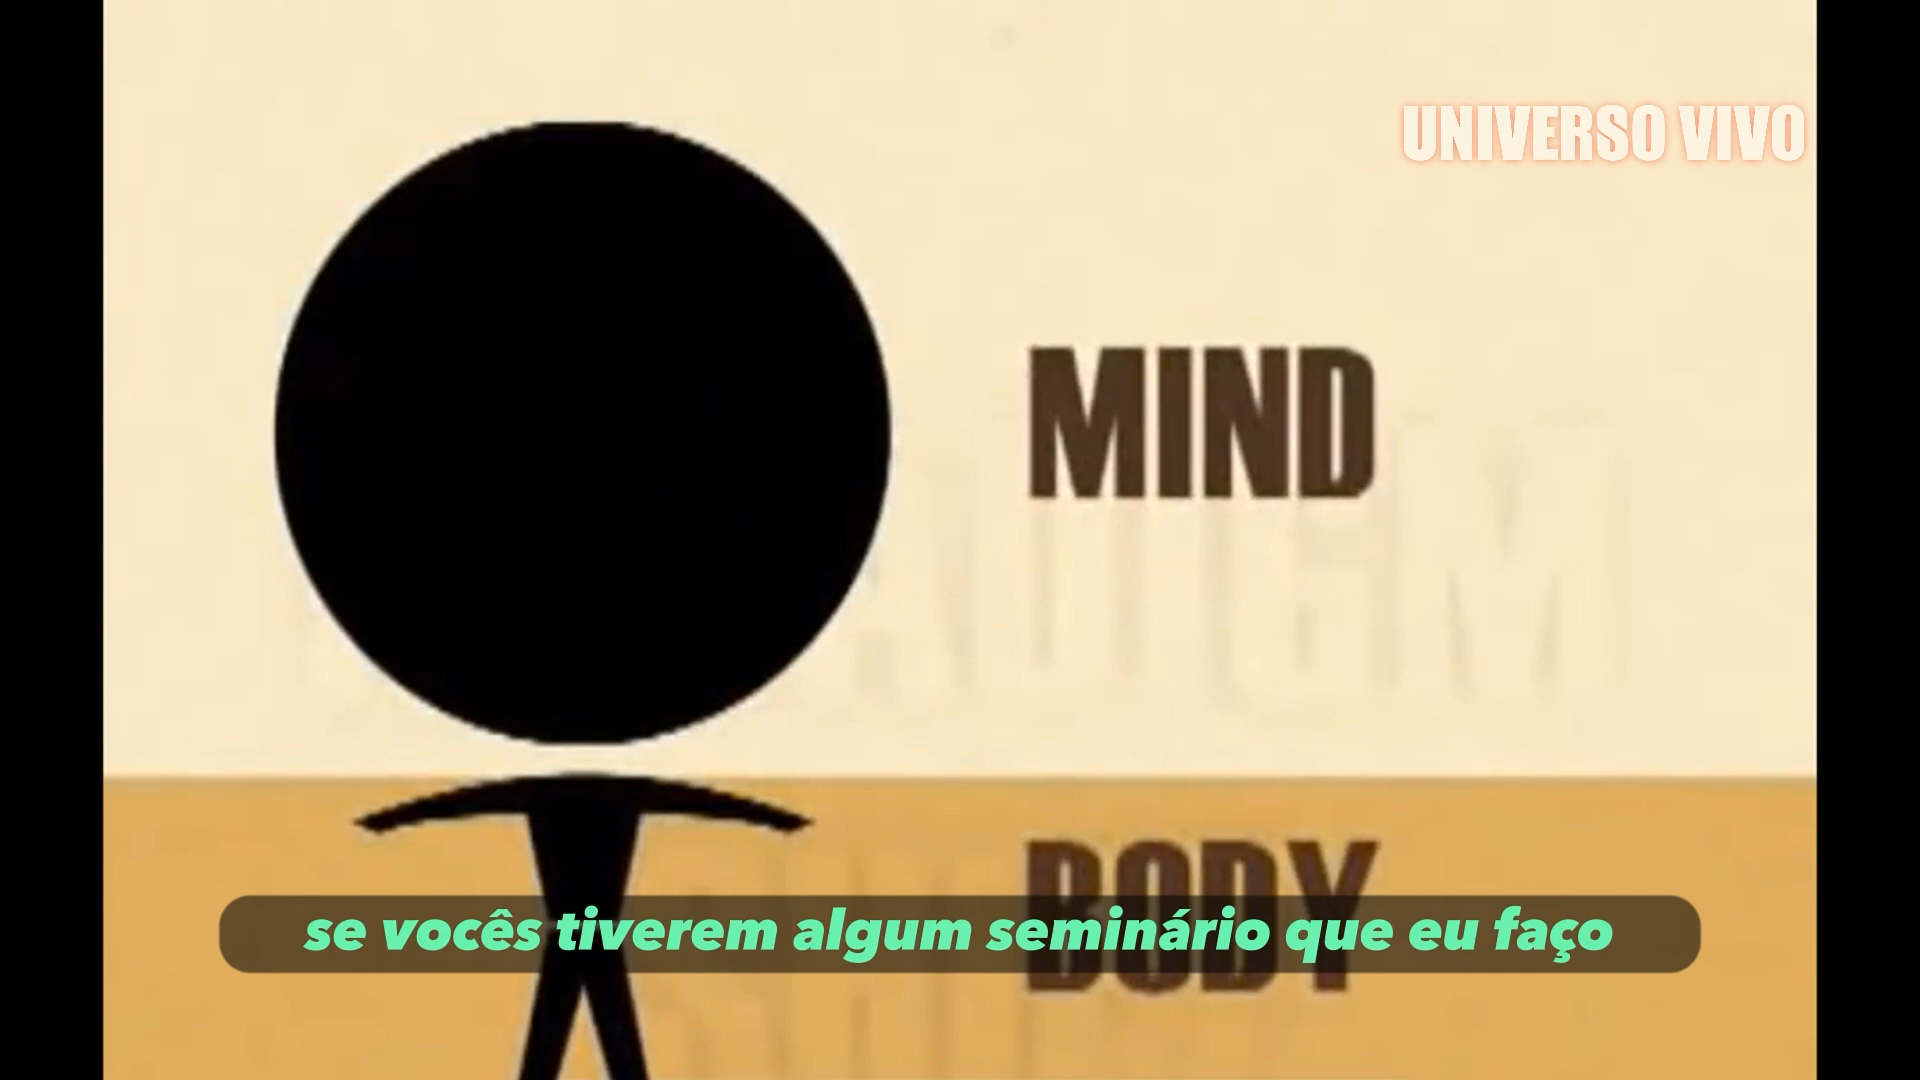 UNIVERSO VIVO
MIND
BODY
se vocês tiverem algum seminário que eu faço